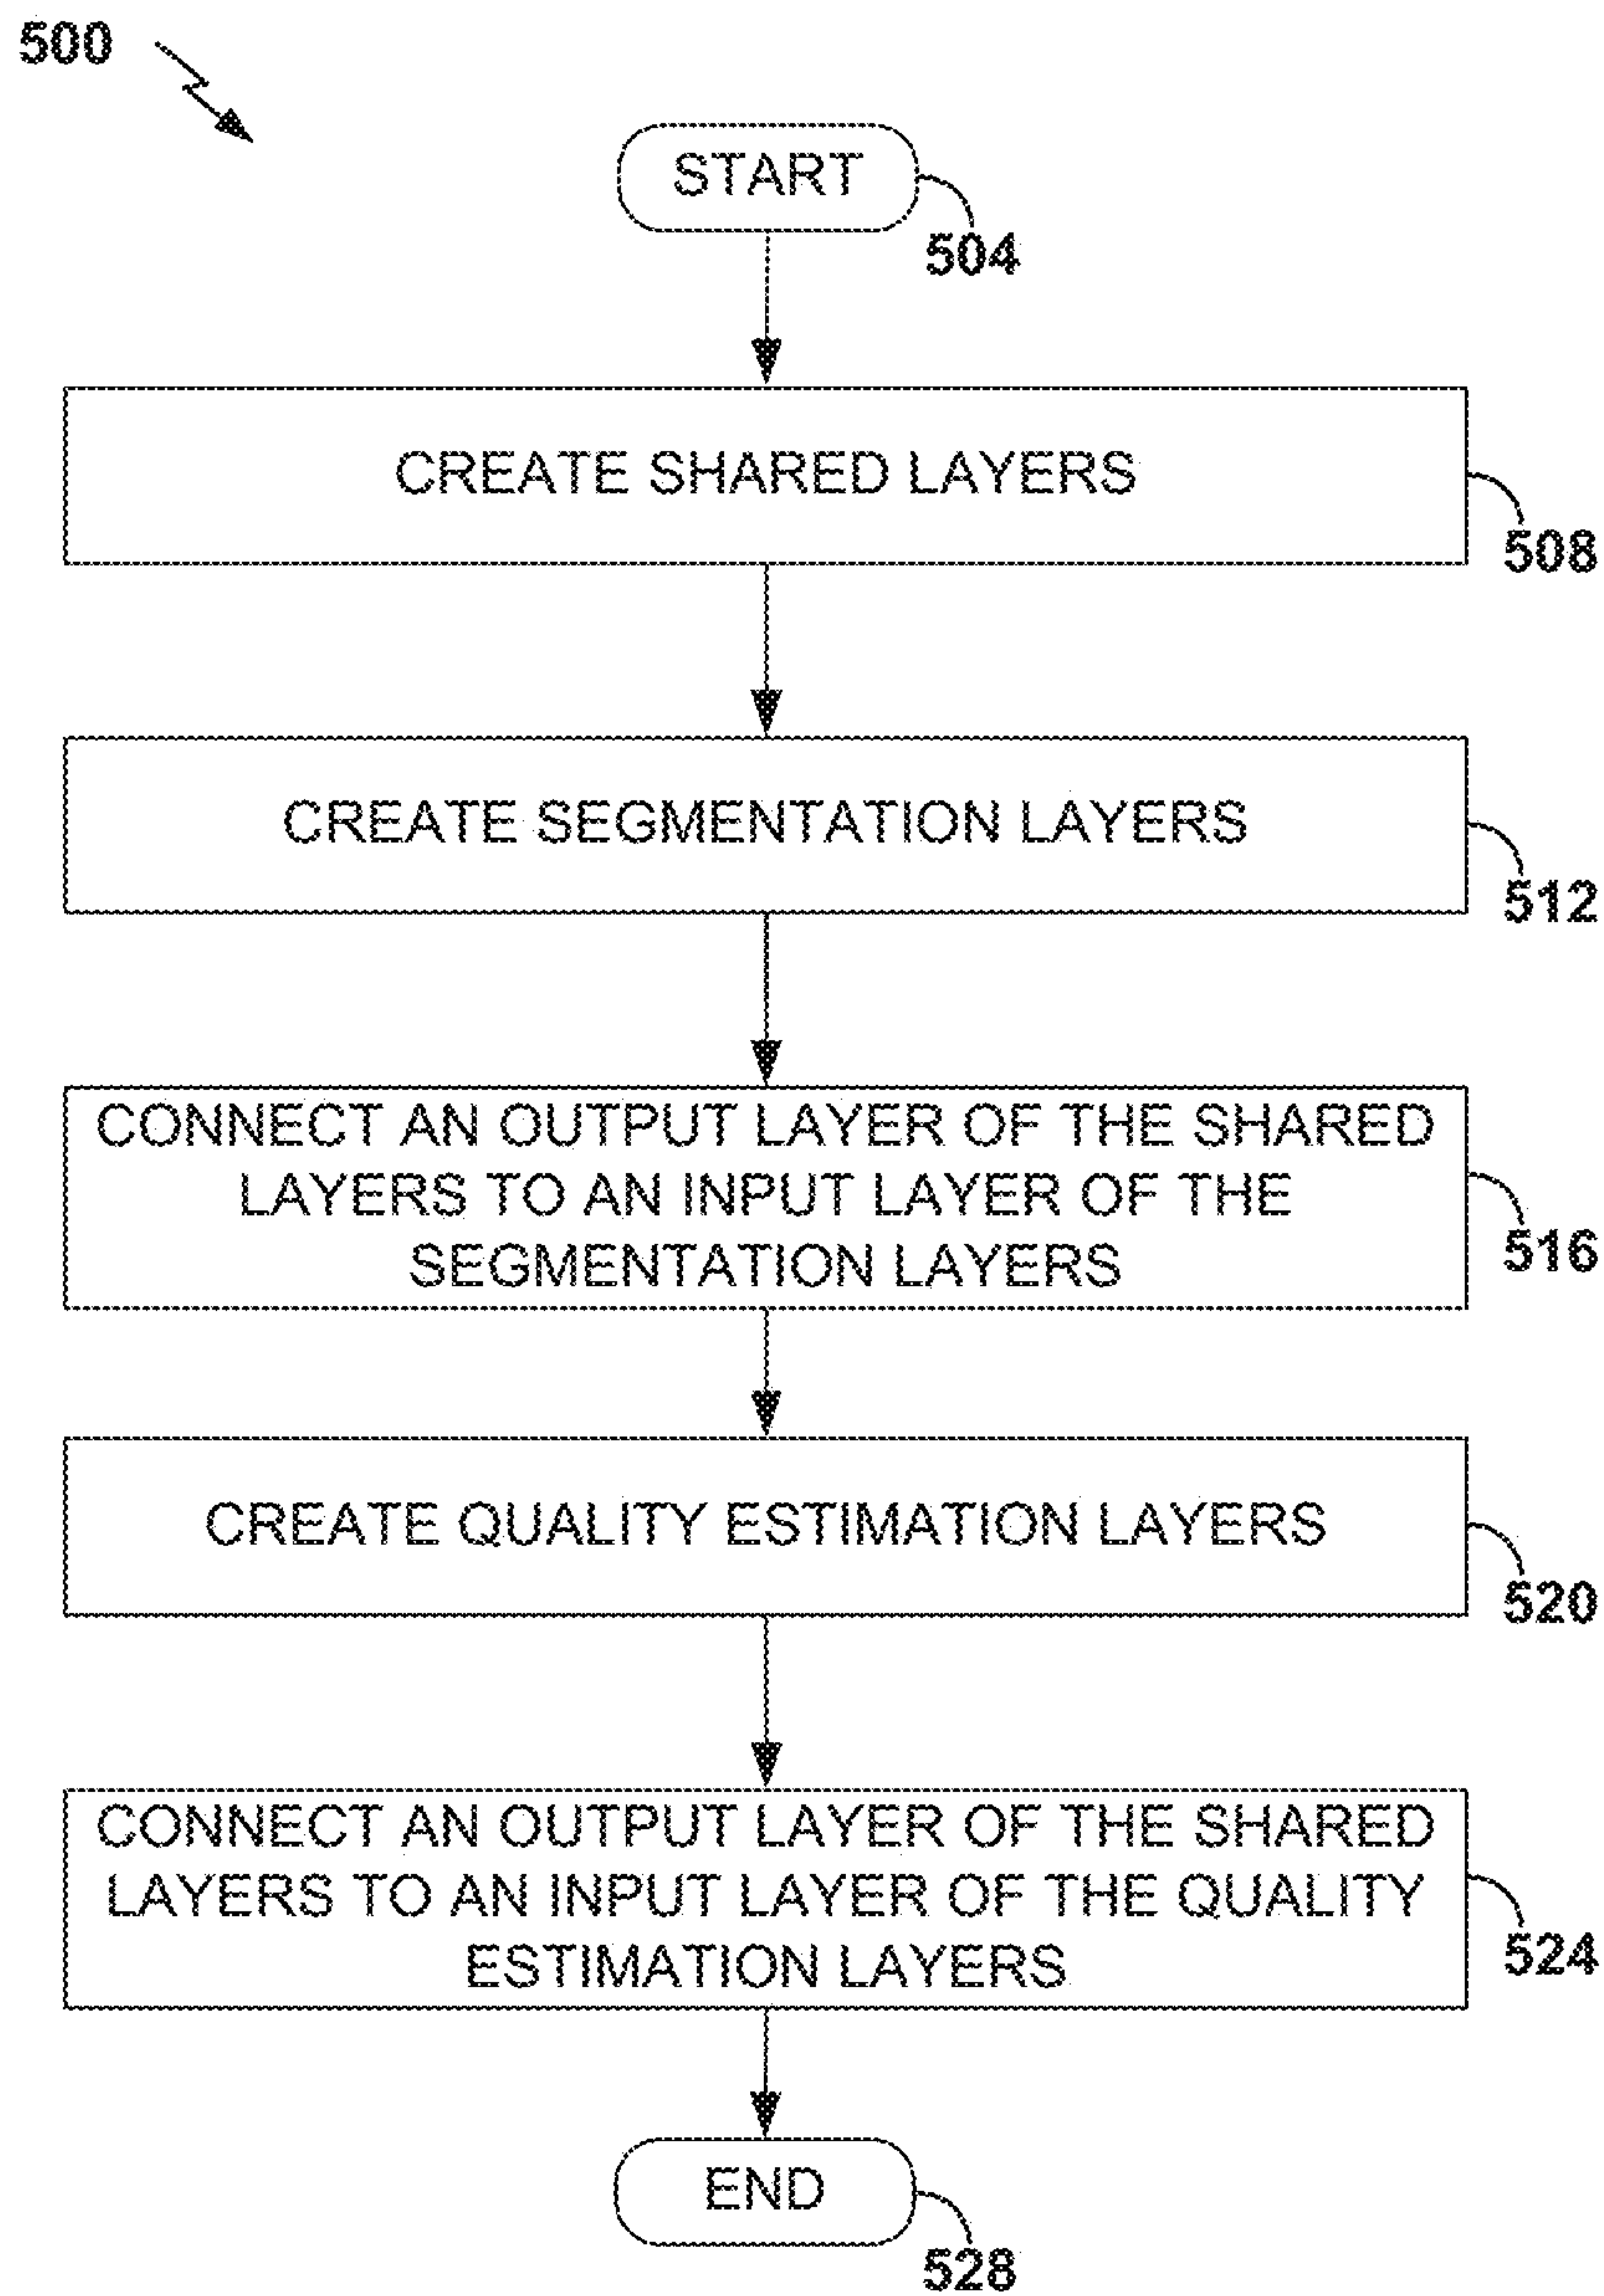 500
START
504
CREATE SHARED LAYERS
508
CREATE SEGMENTATION LAYERS
512
CONNECT AN OUTPUT LAYER OF THE SHARED
LAYERS TO AN INPUT LAYER OF THE
SEGMENTATION LAYERS
516
CREATE QUALITY ESTIMATION LAYERS
520
CONNECT AN OUTPUT LAYER OF THE SHARED
LAYERS TO AN INPUT LAYER OF THE QUALITY
ESTIMATION LAYERS
524
END
528